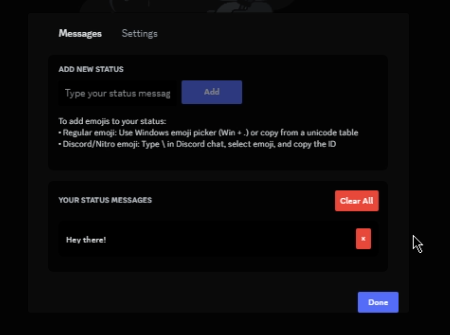 Messages Settings
ADD NEW STATUS
Type your status messag Add
To add emojis to your status:
• Regular emoji: Use Windows emoji picker (Win + .) or copy from a unicode table
• Discord/Nitro emoji: Type \ in Discord chat, select emoji, and copy the ID
YOUR STATUS MESSAGES Clear All
Hey there! ×
Done